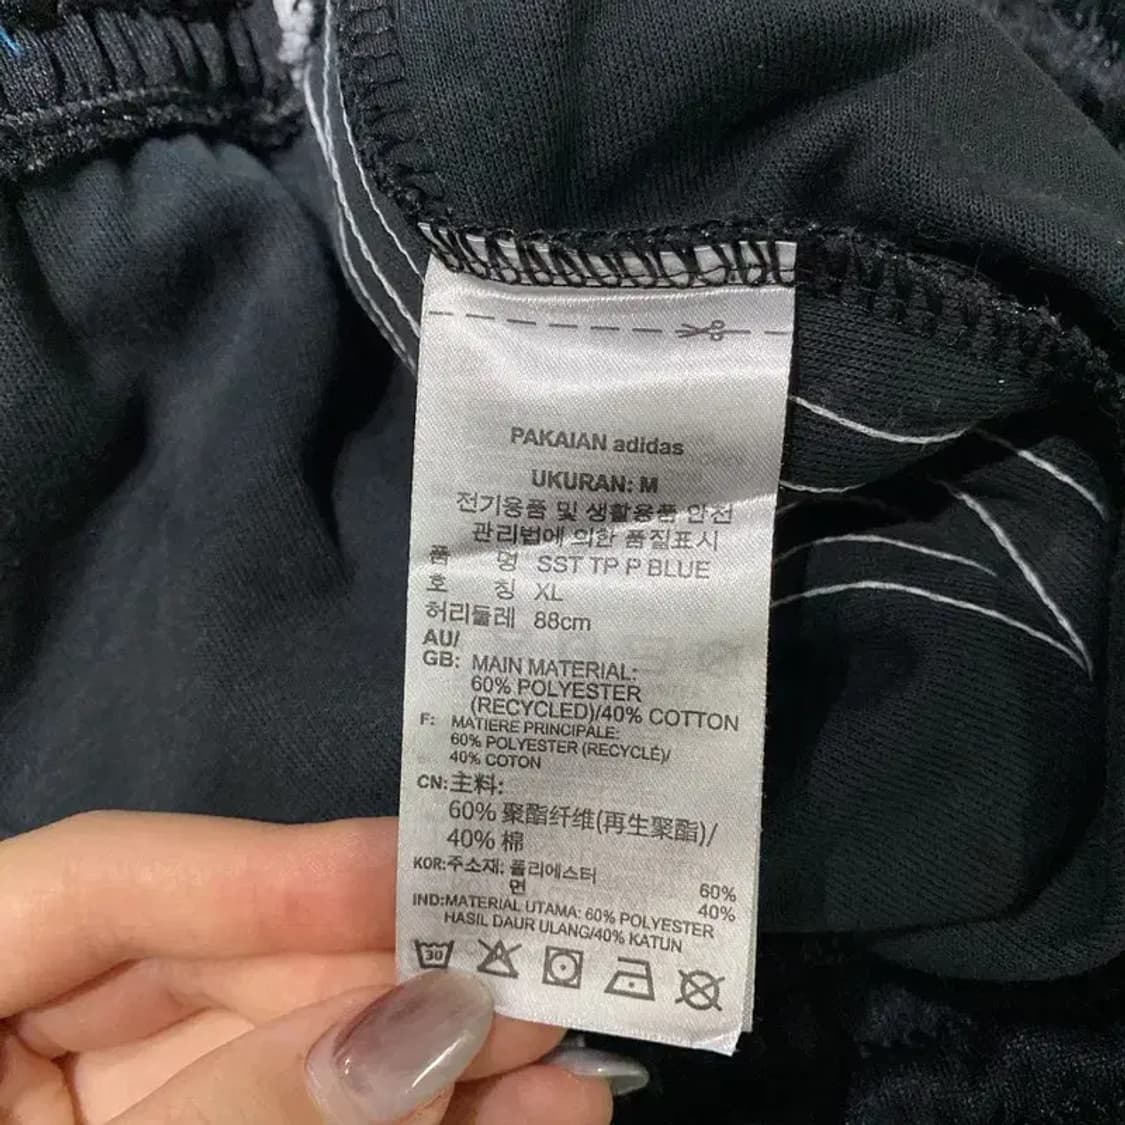 PAKAIAN adidas
UKURAN: M
전기용품 및 생활용품 안전
관리법에 의한 품질표시
품 명 SST TP P BLUE
호 칭 XL
허리둘레 88cm
AU/
GB: MAIN MATERIAL:
60% POLYESTER
(RECYCLED)/40% COTTON
F: MATIERE PRINCIPALE:
60% POLYESTER (RECYCLÉ)/
40% COTON
CN:主料:
60% 聚酯纤维(再生聚酯)/
40% 棉
KOR:주소재: 폴리에스터 60%
면 40%
IND:MATERIAL UTAMA: 60% POLYESTER
HASIL DAUR ULANG/40% KATUN
30